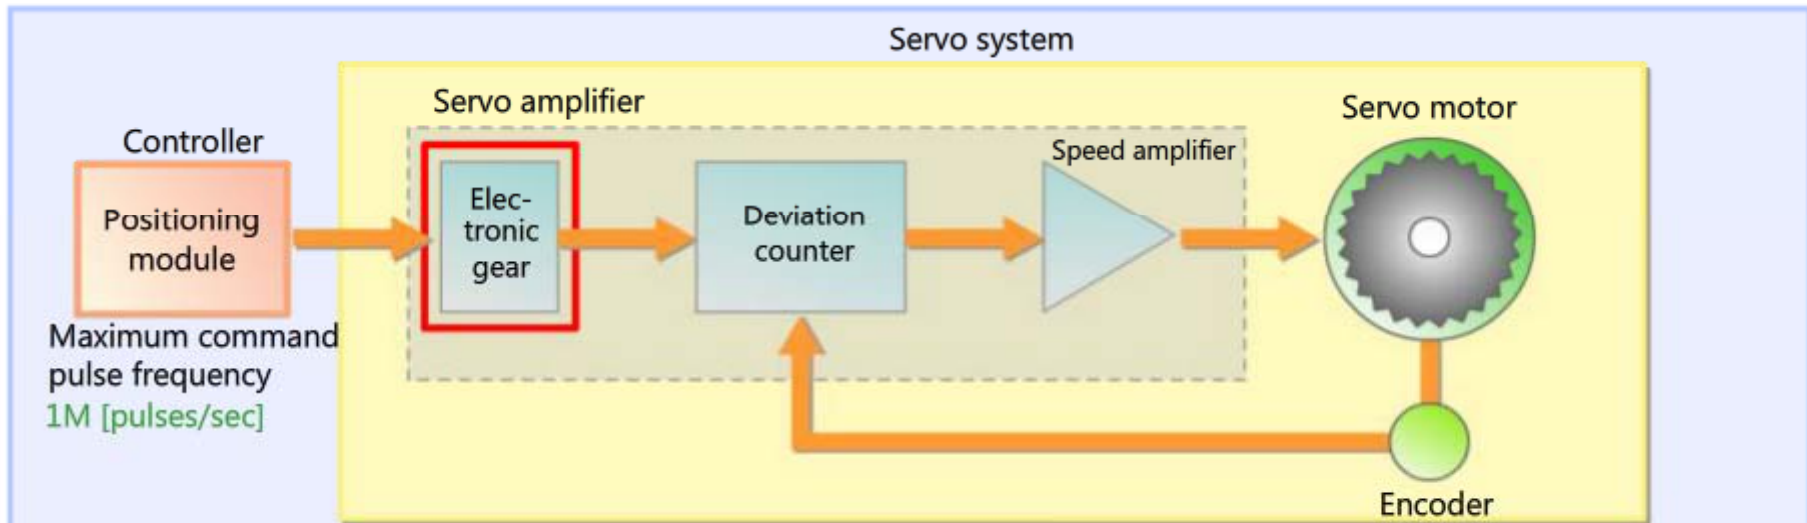 Servo system
Servo amplifier
Servo motor
Controller
Speed amplifier
Positioning
module
Elec-
tronic
gear
Deviation
counter
Maximum command
pulse frequency
1M [pulses/sec]
Encoder